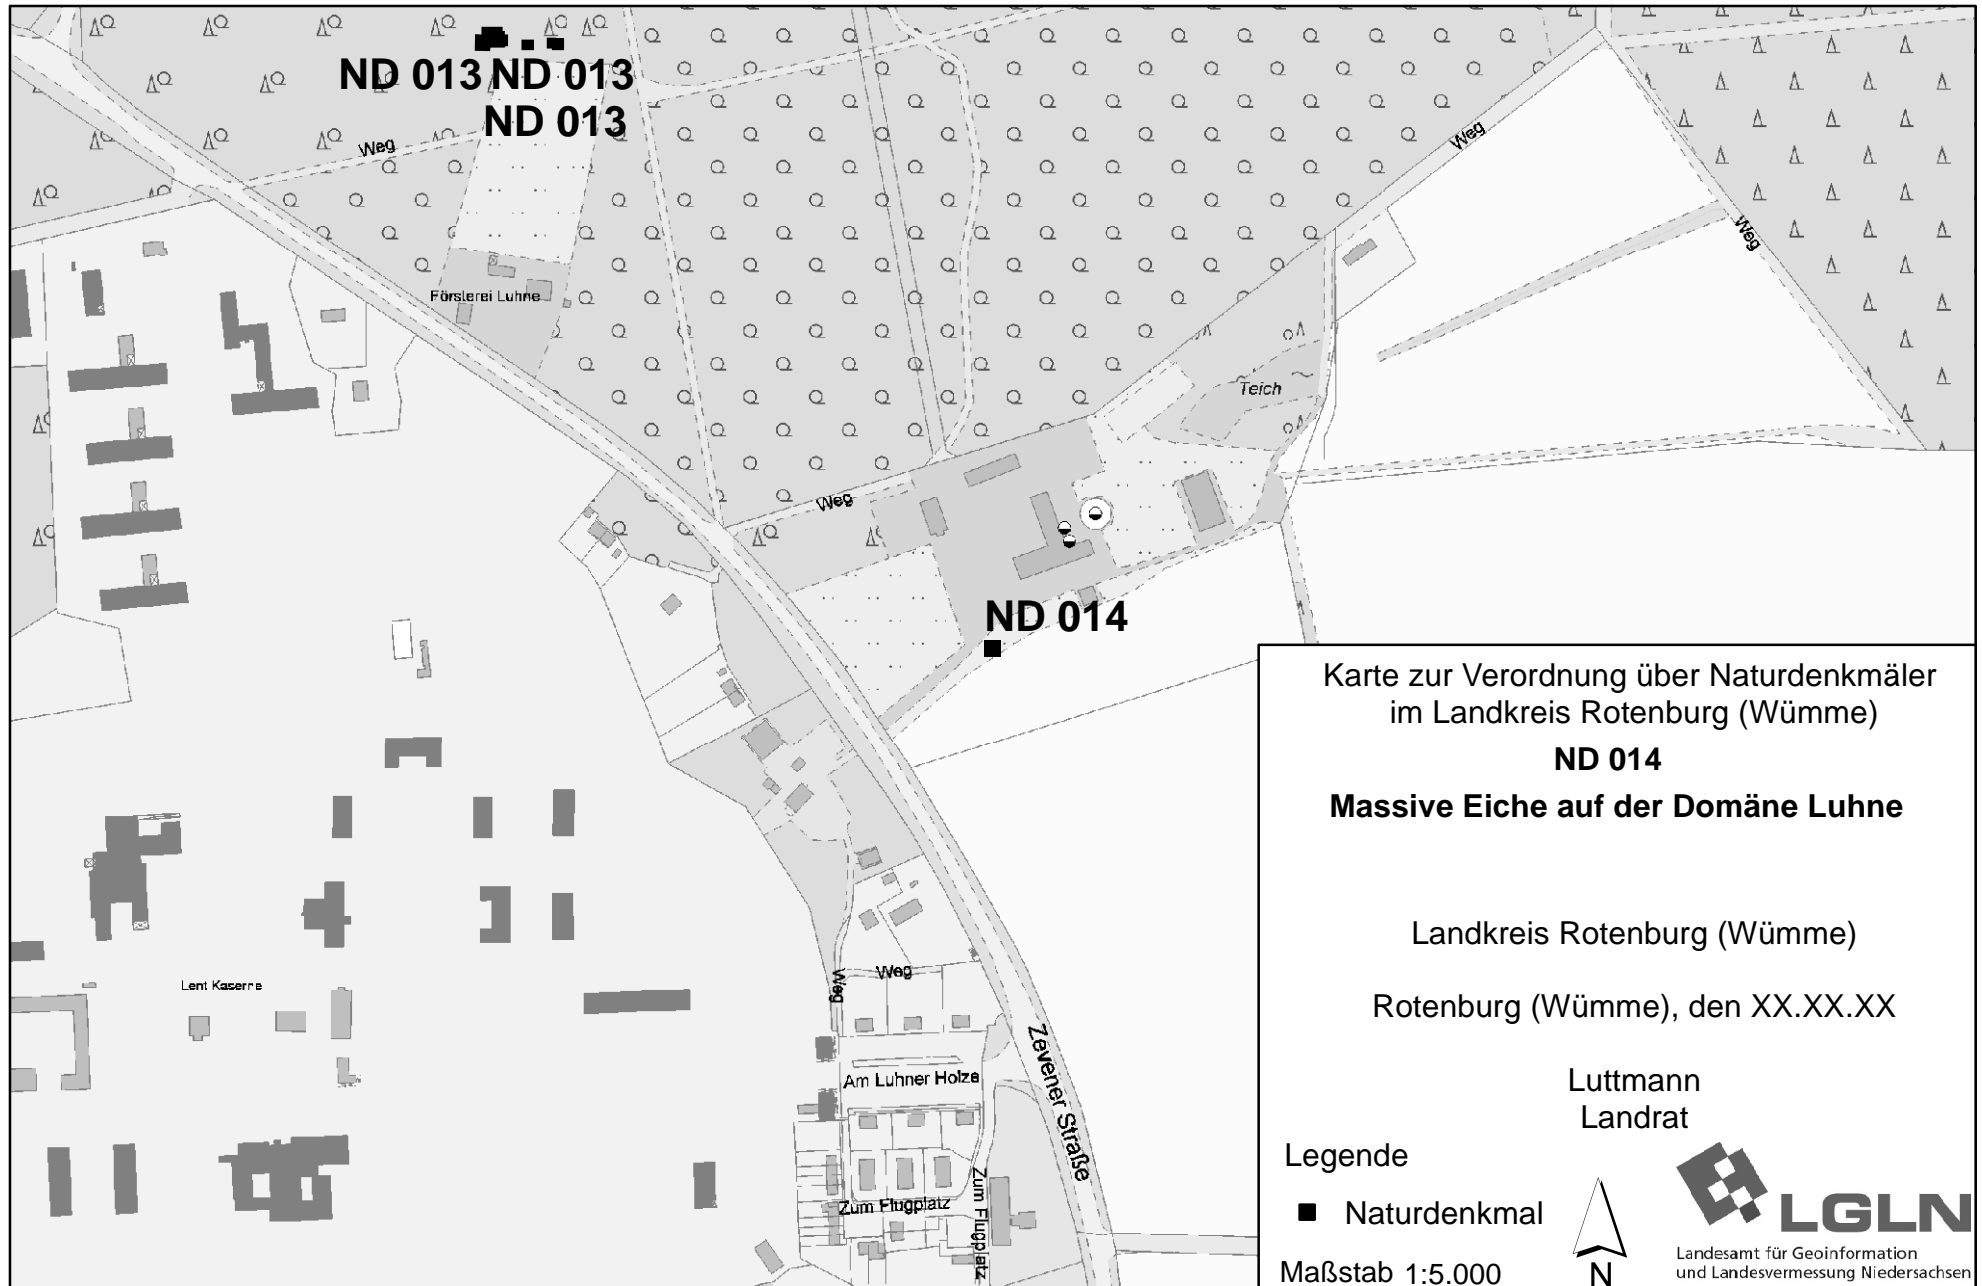 ND 013 ND 013
ND 013
Weg
Weg
Weg
Försterei Luhne
Teich
Weg
ND 014
Weg
Weg
Lent Kaserne
Am Luhner Holze
Zevener Straße
Zum Flugplatz
Zum Flugplatz
Karte zur Verordnung über Naturdenkmäler
im Landkreis Rotenburg (Wümme)
ND 014
Massive Eiche auf der Domäne Luhne
Landkreis Rotenburg (Wümme)
Rotenburg (Wümme), den XX.XX.XX
Luttmann
Landrat
Legende
Naturdenkmal
Maßstab 1:5.000
N
LGLN
Landesamt für Geoinformation
und Landesvermessung Niedersachsen